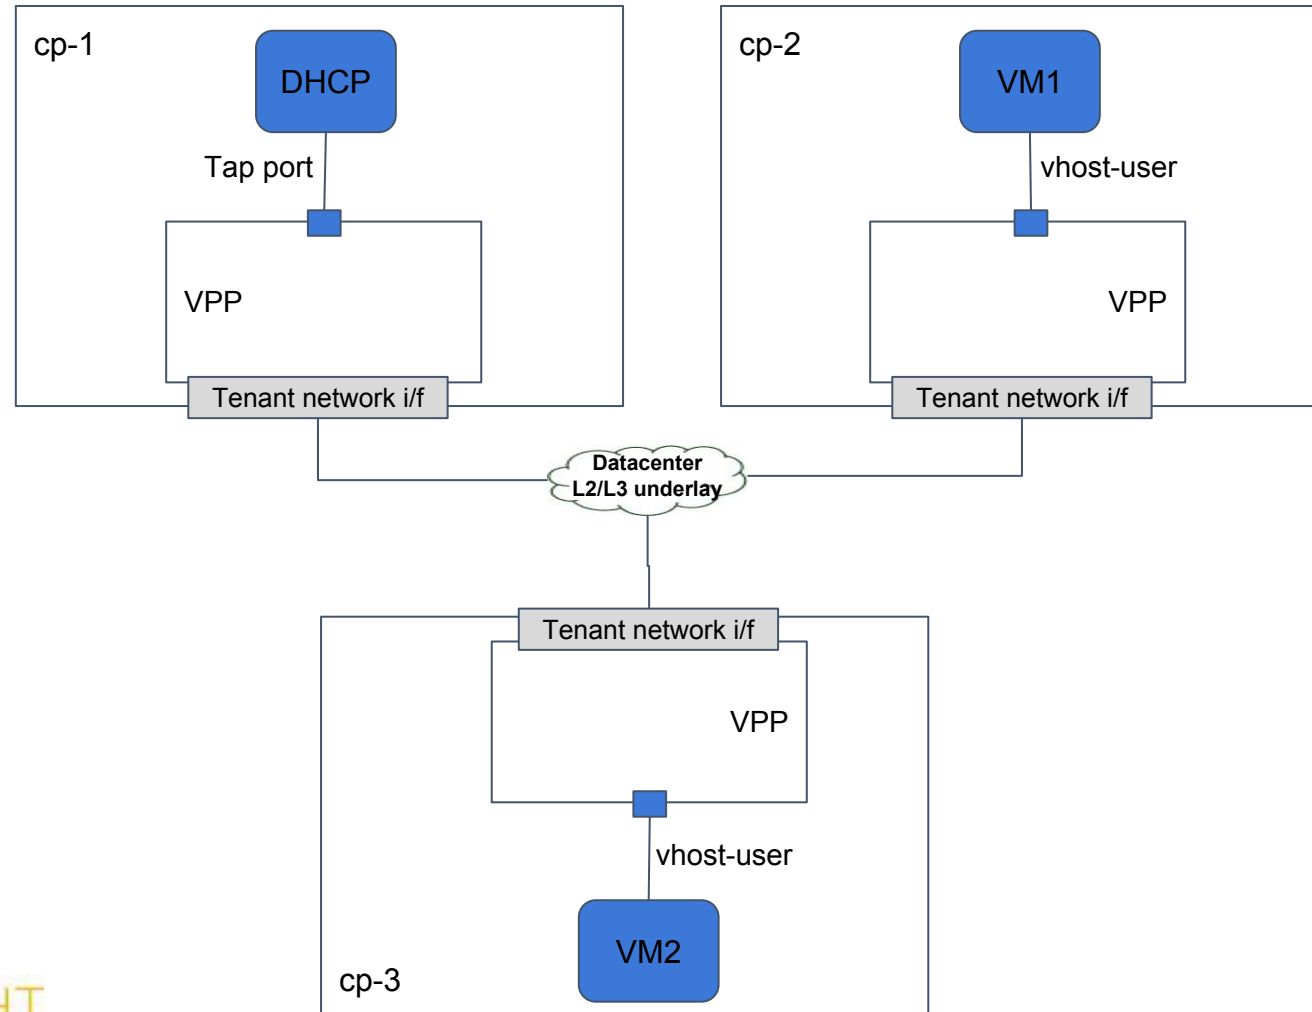 cp-1
DHCP
Tap port
VPP
Tenant network i/f
cp-2
VM1
vhost-user
VPP
Tenant network i/f
Datacenter
L2/L3 underlay
Tenant network i/f
VPP
vhost-user
VM2
cp-3